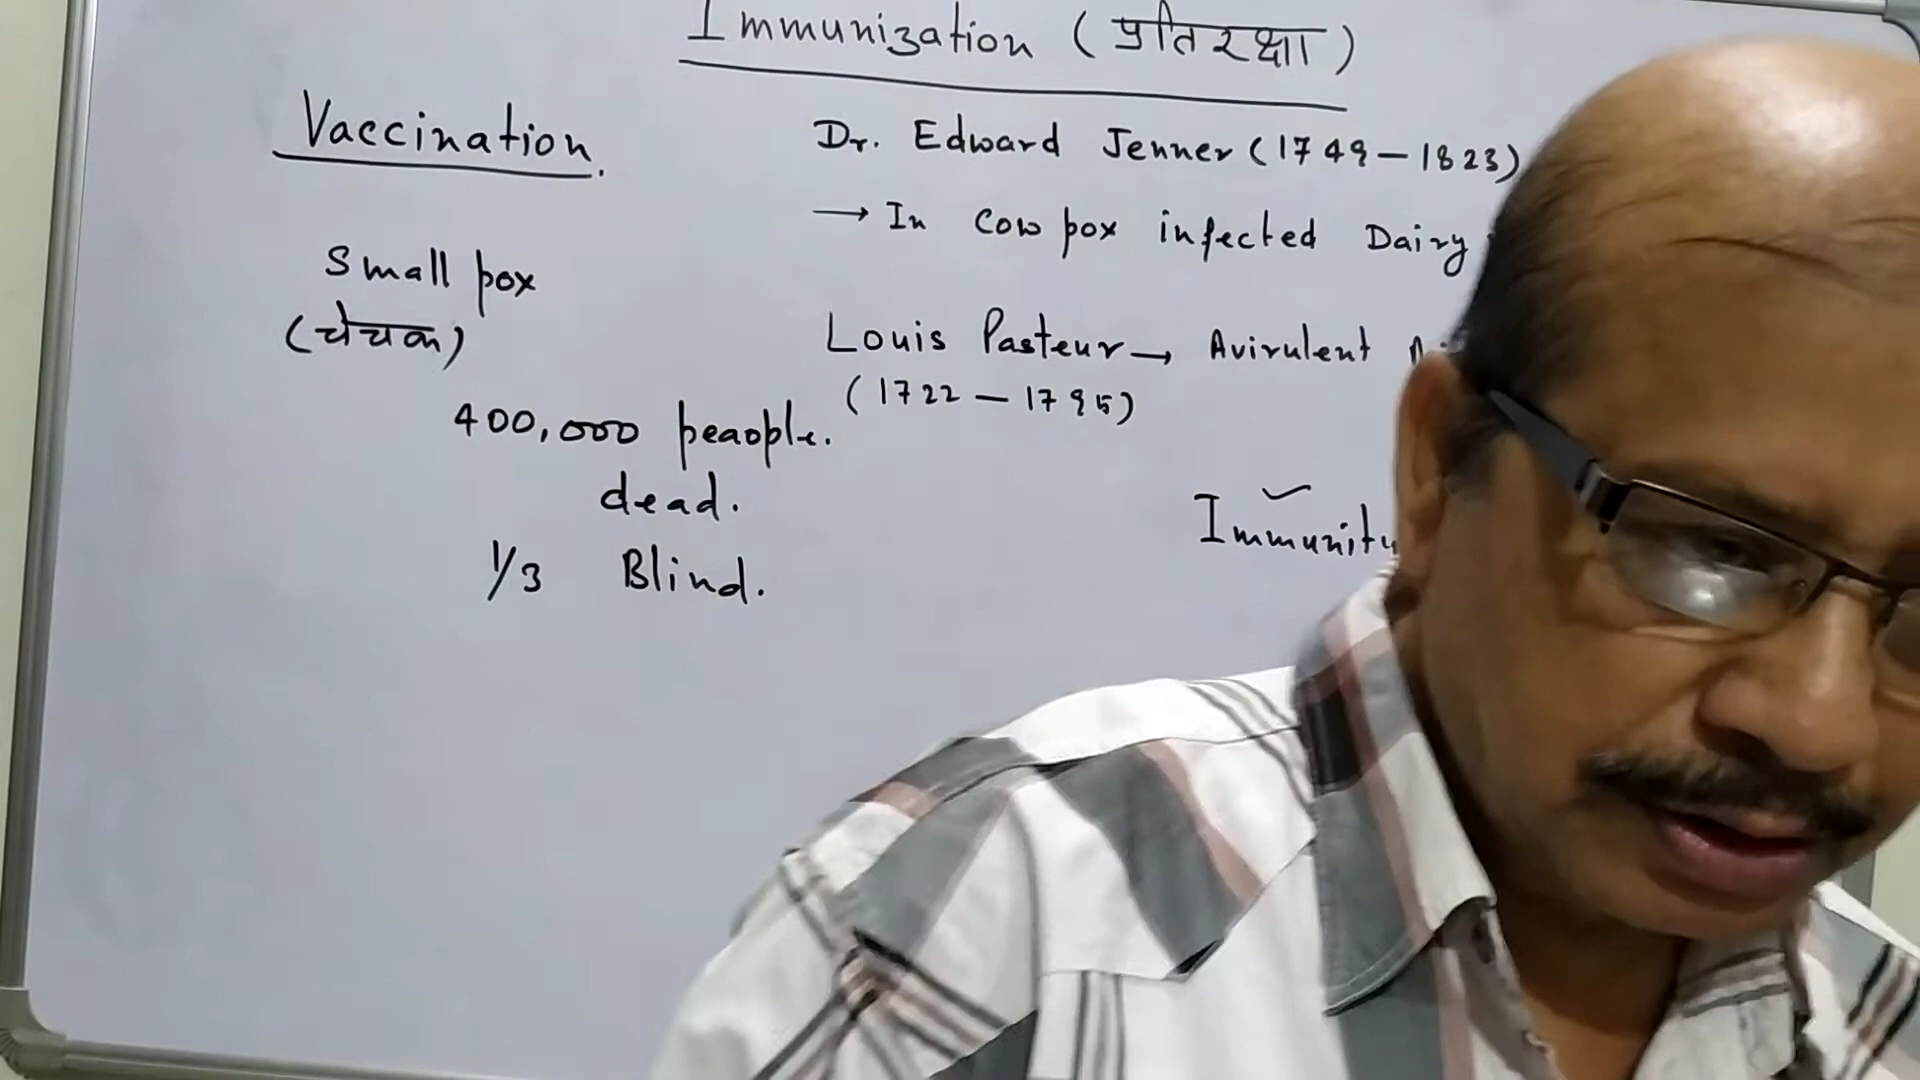 Immunization (प्रतिरक्षा)
Vaccination.
Small pox
(चेचक)
400,000 peaople.
dead.
1/3 Blind.
Dr. Edward Jenner (1749-1823)
→ In Cow pox infected Dairy
Louis Pasteur → Avirulent
(1722-1795)
Immunity